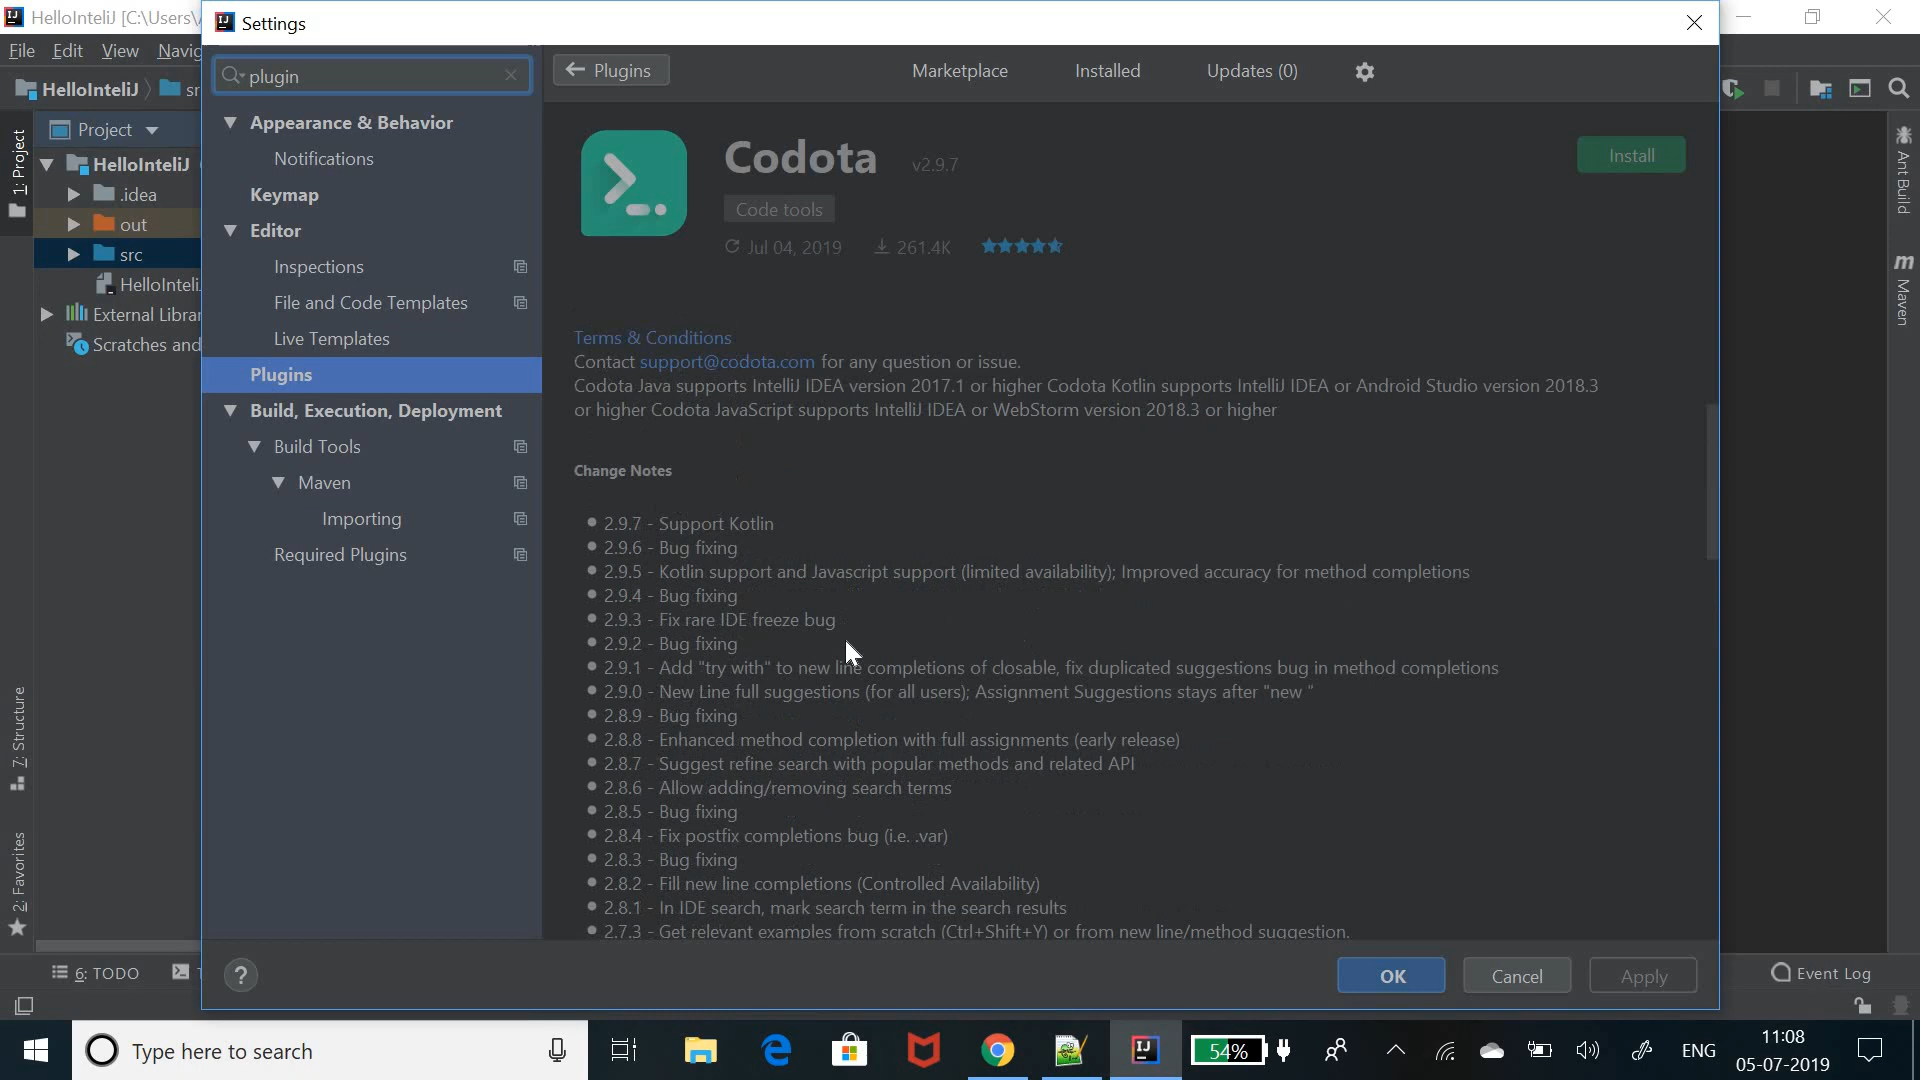 HelloInteliJ [C:\Users\
Settings
File Edit View Navig
plugin
Plugins
Marketplace
Installed
Updates (0)
HelloInteliJ
Project
1: Project
HelloInteliJ
.idea
out
src
HelloInteli
External Librar
Scratches and
7: Structure
2: Favorites
Appearance & Behavior
Notifications
Keymap
Editor
Inspections
File and Code Templates
Live Templates
Plugins
Build, Execution, Deployment
Build Tools
Maven
Importing
Required Plugins
Codota v2.9.7
Install
Code tools
Jul 04, 2019 261.4K
Terms & Conditions
Contact support@codota.com for any question or issue.
Codota Java supports IntelliJ IDEA version 2017.1 or higher Codota Kotlin supports IntelliJ IDEA or Android Studio version 2018.3
or higher Codota JavaScript supports IntelliJ IDEA or WebStorm version 2018.3 or higher
Change Notes
2.9.7 - Support Kotlin
2.9.6 - Bug fixing
2.9.5 - Kotlin support and Javascript support (limited availability); Improved accuracy for method completions
2.9.4 - Bug fixing
2.9.3 - Fix rare IDE freeze bug
2.9.2 - Bug fixing
2.9.1 - Add "try with" to new line completions of closable, fix duplicated suggestions bug in method completions
2.9.0 - New Line full suggestions (for all users); Assignment Suggestions stays after "new "
2.8.9 - Bug fixing
2.8.8 - Enhanced method completion with full assignments (early release)
2.8.7 - Suggest refine search with popular methods and related API
2.8.6 - Allow adding/removing search terms
2.8.5 - Bug fixing
2.8.4 - Fix postfix completions bug (i.e. .var)
2.8.3 - Bug fixing
2.8.2 - Fill new line completions (Controlled Availability)
2.8.1 - In IDE search, mark search term in the search results
2.7.3 - Get relevant examples from scratch (Ctrl+Shift+Y) or from new line/method suggestion.
Ant Build
m Maven
?
OK
Cancel
Apply
6: TODO
Event Log
Type here to search
54%
ENG
11:08
05-07-2019